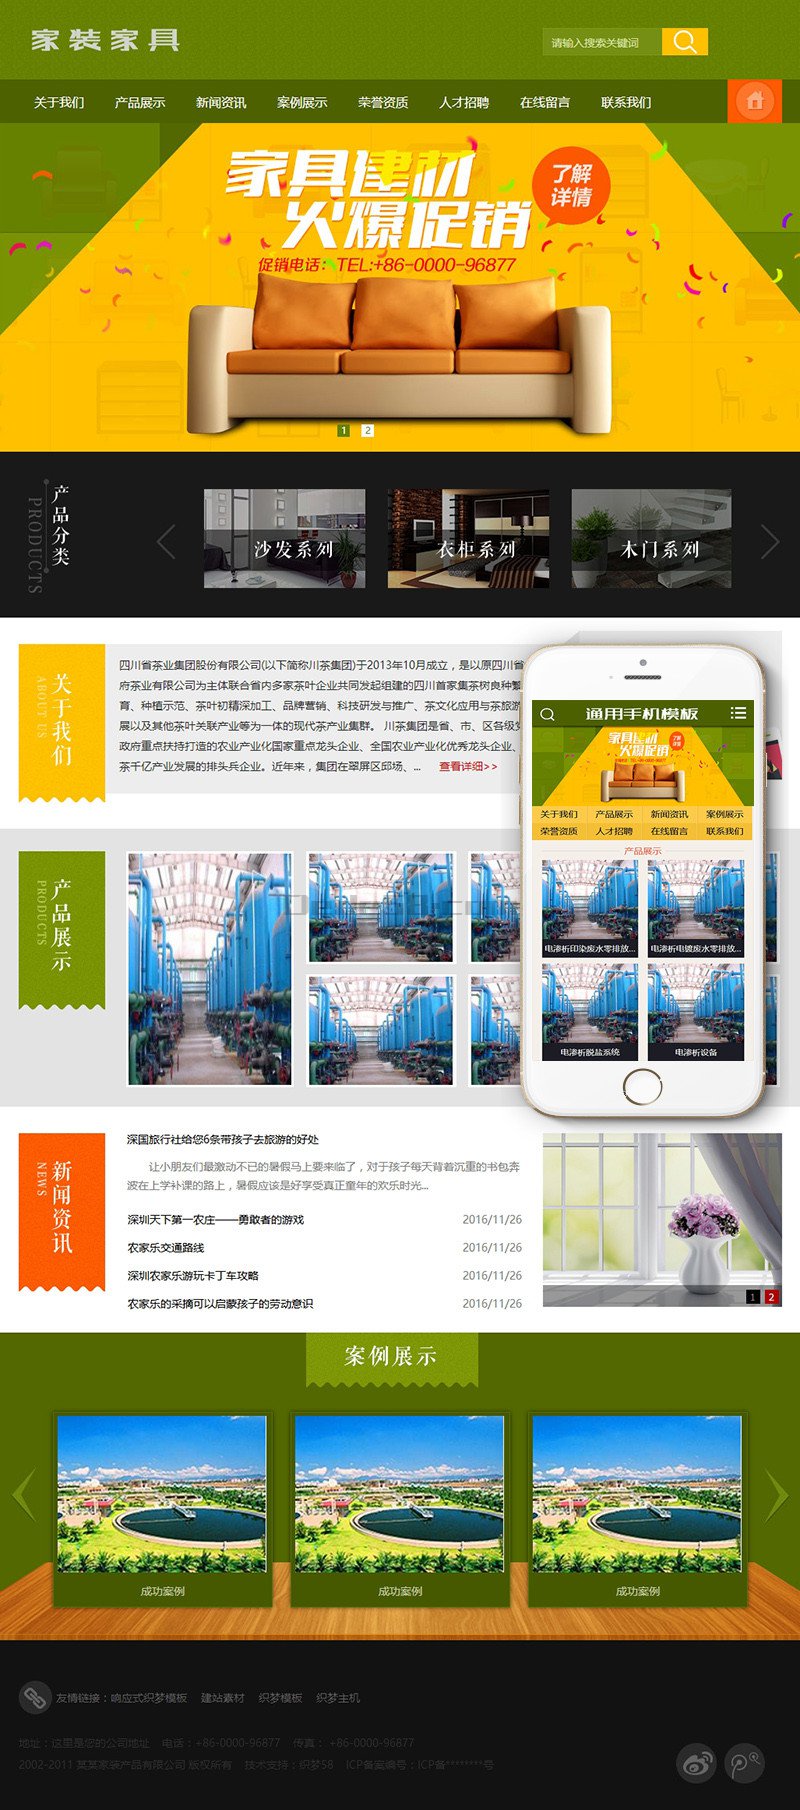 家装家具
请输入搜索关键词
关于我们 产品展示 新闻资讯 案例展示 荣誉资质 人才招聘 在线留言 联系我们
家具建材
火爆促销
了解
详情
促销电话：TEL:+86-0000-96877
1 2
产品分类
PRODUCTS
沙发系列 衣柜系列 木门系列
关于我们
ABOUT US
四川省茶业集团股份有限公司(以下简称川茶集团)于2013年10月成立，是以原四川省
府茶业有限公司为主体联合省内多家茶叶企业共同发起组建的四川首家集茶树良种繁
育、种植示范、茶叶初精深加工、品牌营销、科技研发与推广、茶文化应用与茶旅游
展以及其他茶叶关联产业等为一体的现代茶产业集群。 川茶集团是省、市、区各级党
政府重点扶持打造的农业产业化国家重点龙头企业、全国农业产业化优秀龙头企业、
茶千亿产业发展的排头兵企业。近年来，集团在翠屏区邱场、... 查看详细>>
通用手机模板
家具建材
火爆促销
了解
详情
促销电话：TEL:+86-0000-96877
关于我们 产品展示 新闻资讯 案例展示
荣誉资质 人才招聘 在线留言 联系我们
产品展示
电渗析印染废水零排放... 电渗析电镀废水零排放...
电渗析脱盐系统 电渗析设备
产品展示
PRODUCTS
新闻资讯
NEWS
深国旅行社给您6条带孩子去旅游的好处
让小朋友们最激动不已的暑假马上要来临了，对于孩子每天背着沉重的书包奔
波在上学补课的路上，暑假应该是好享受真正童年的欢乐时光...
深圳天下第一农庄——勇敢者的游戏 2016/11/26
农家乐交通路线 2016/11/26
深圳农家乐游玩卡丁车攻略 2016/11/26
农家乐的采摘可以启蒙孩子的劳动意识 2016/11/26
1 2
案例展示
成功案例 成功案例 成功案例
友情链接：响应式织梦模板 建站素材 织梦模板 织梦主机
地址：这里是您的公司地址 电话：+86-0000-96877 传真： +86-0000-96877
2002-2011 某某家装产品有限公司 版权所有 技术支持：织梦58 ICP备案编号：ICP备********号